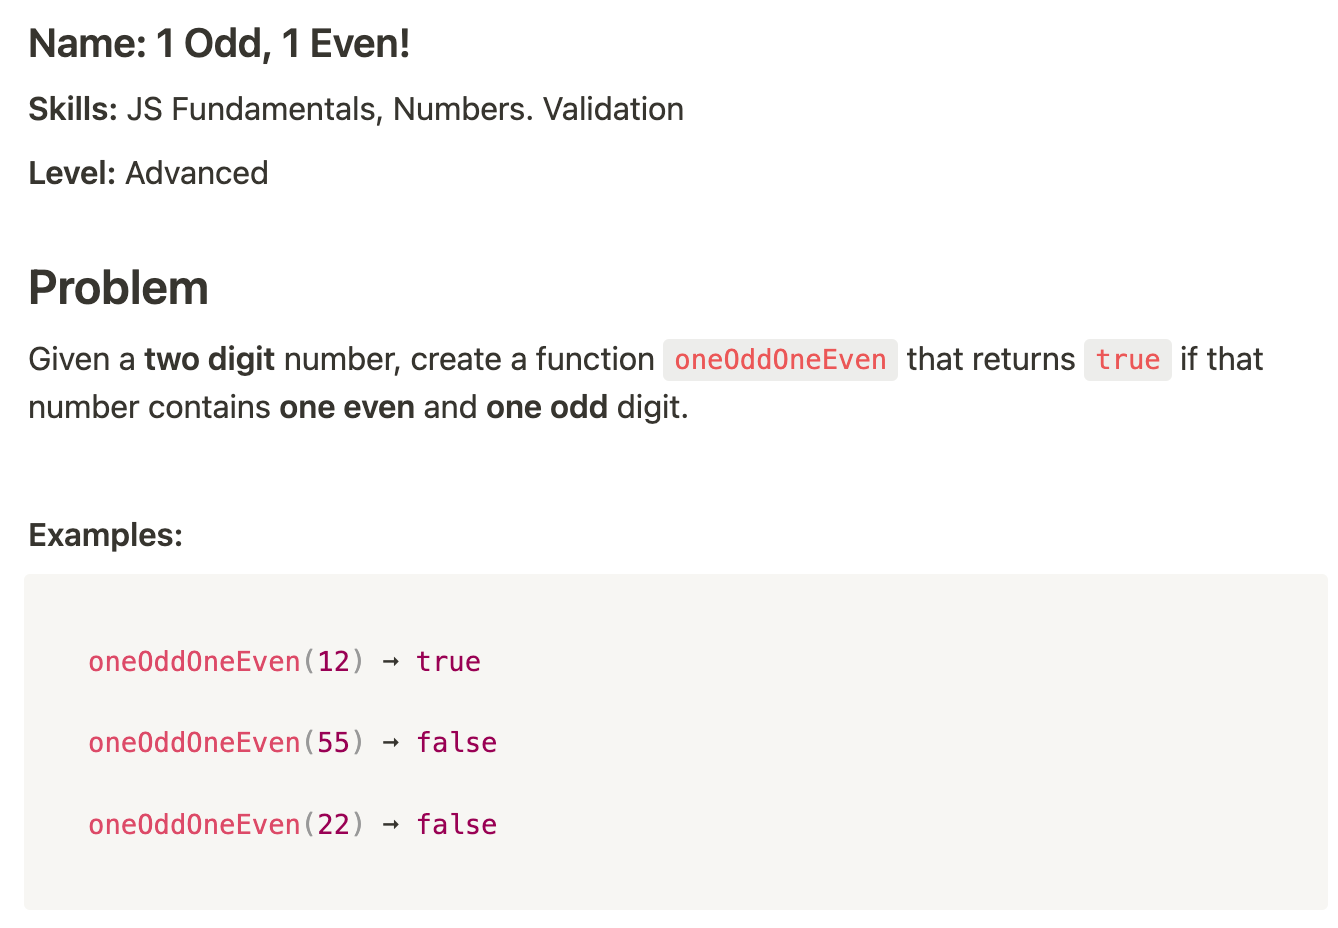 Name: 1 Odd, 1 Even!
Skills: JS Fundamentals, Numbers. Validation
Level: Advanced
Problem
Given a two digit number, create a function oneOddOneEven that returns true if that
number contains one even and one odd digit.
Examples:
oneOddOneEven(12) ➞ true
oneOddOneEven(55) ➞ false
oneOddOneEven(22) ➞ false